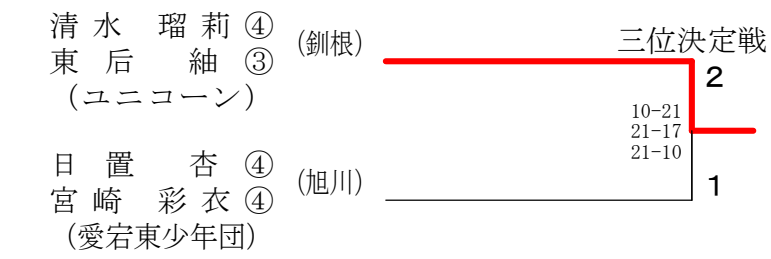 清水 瑠莉④
東后 紬③
(ユニコーン)
(釧根)
三位決定戦
2
10-21
21-17
21-10
日置 杏④
宮崎 彩衣④
(愛宕東少年団)
(旭川)
1